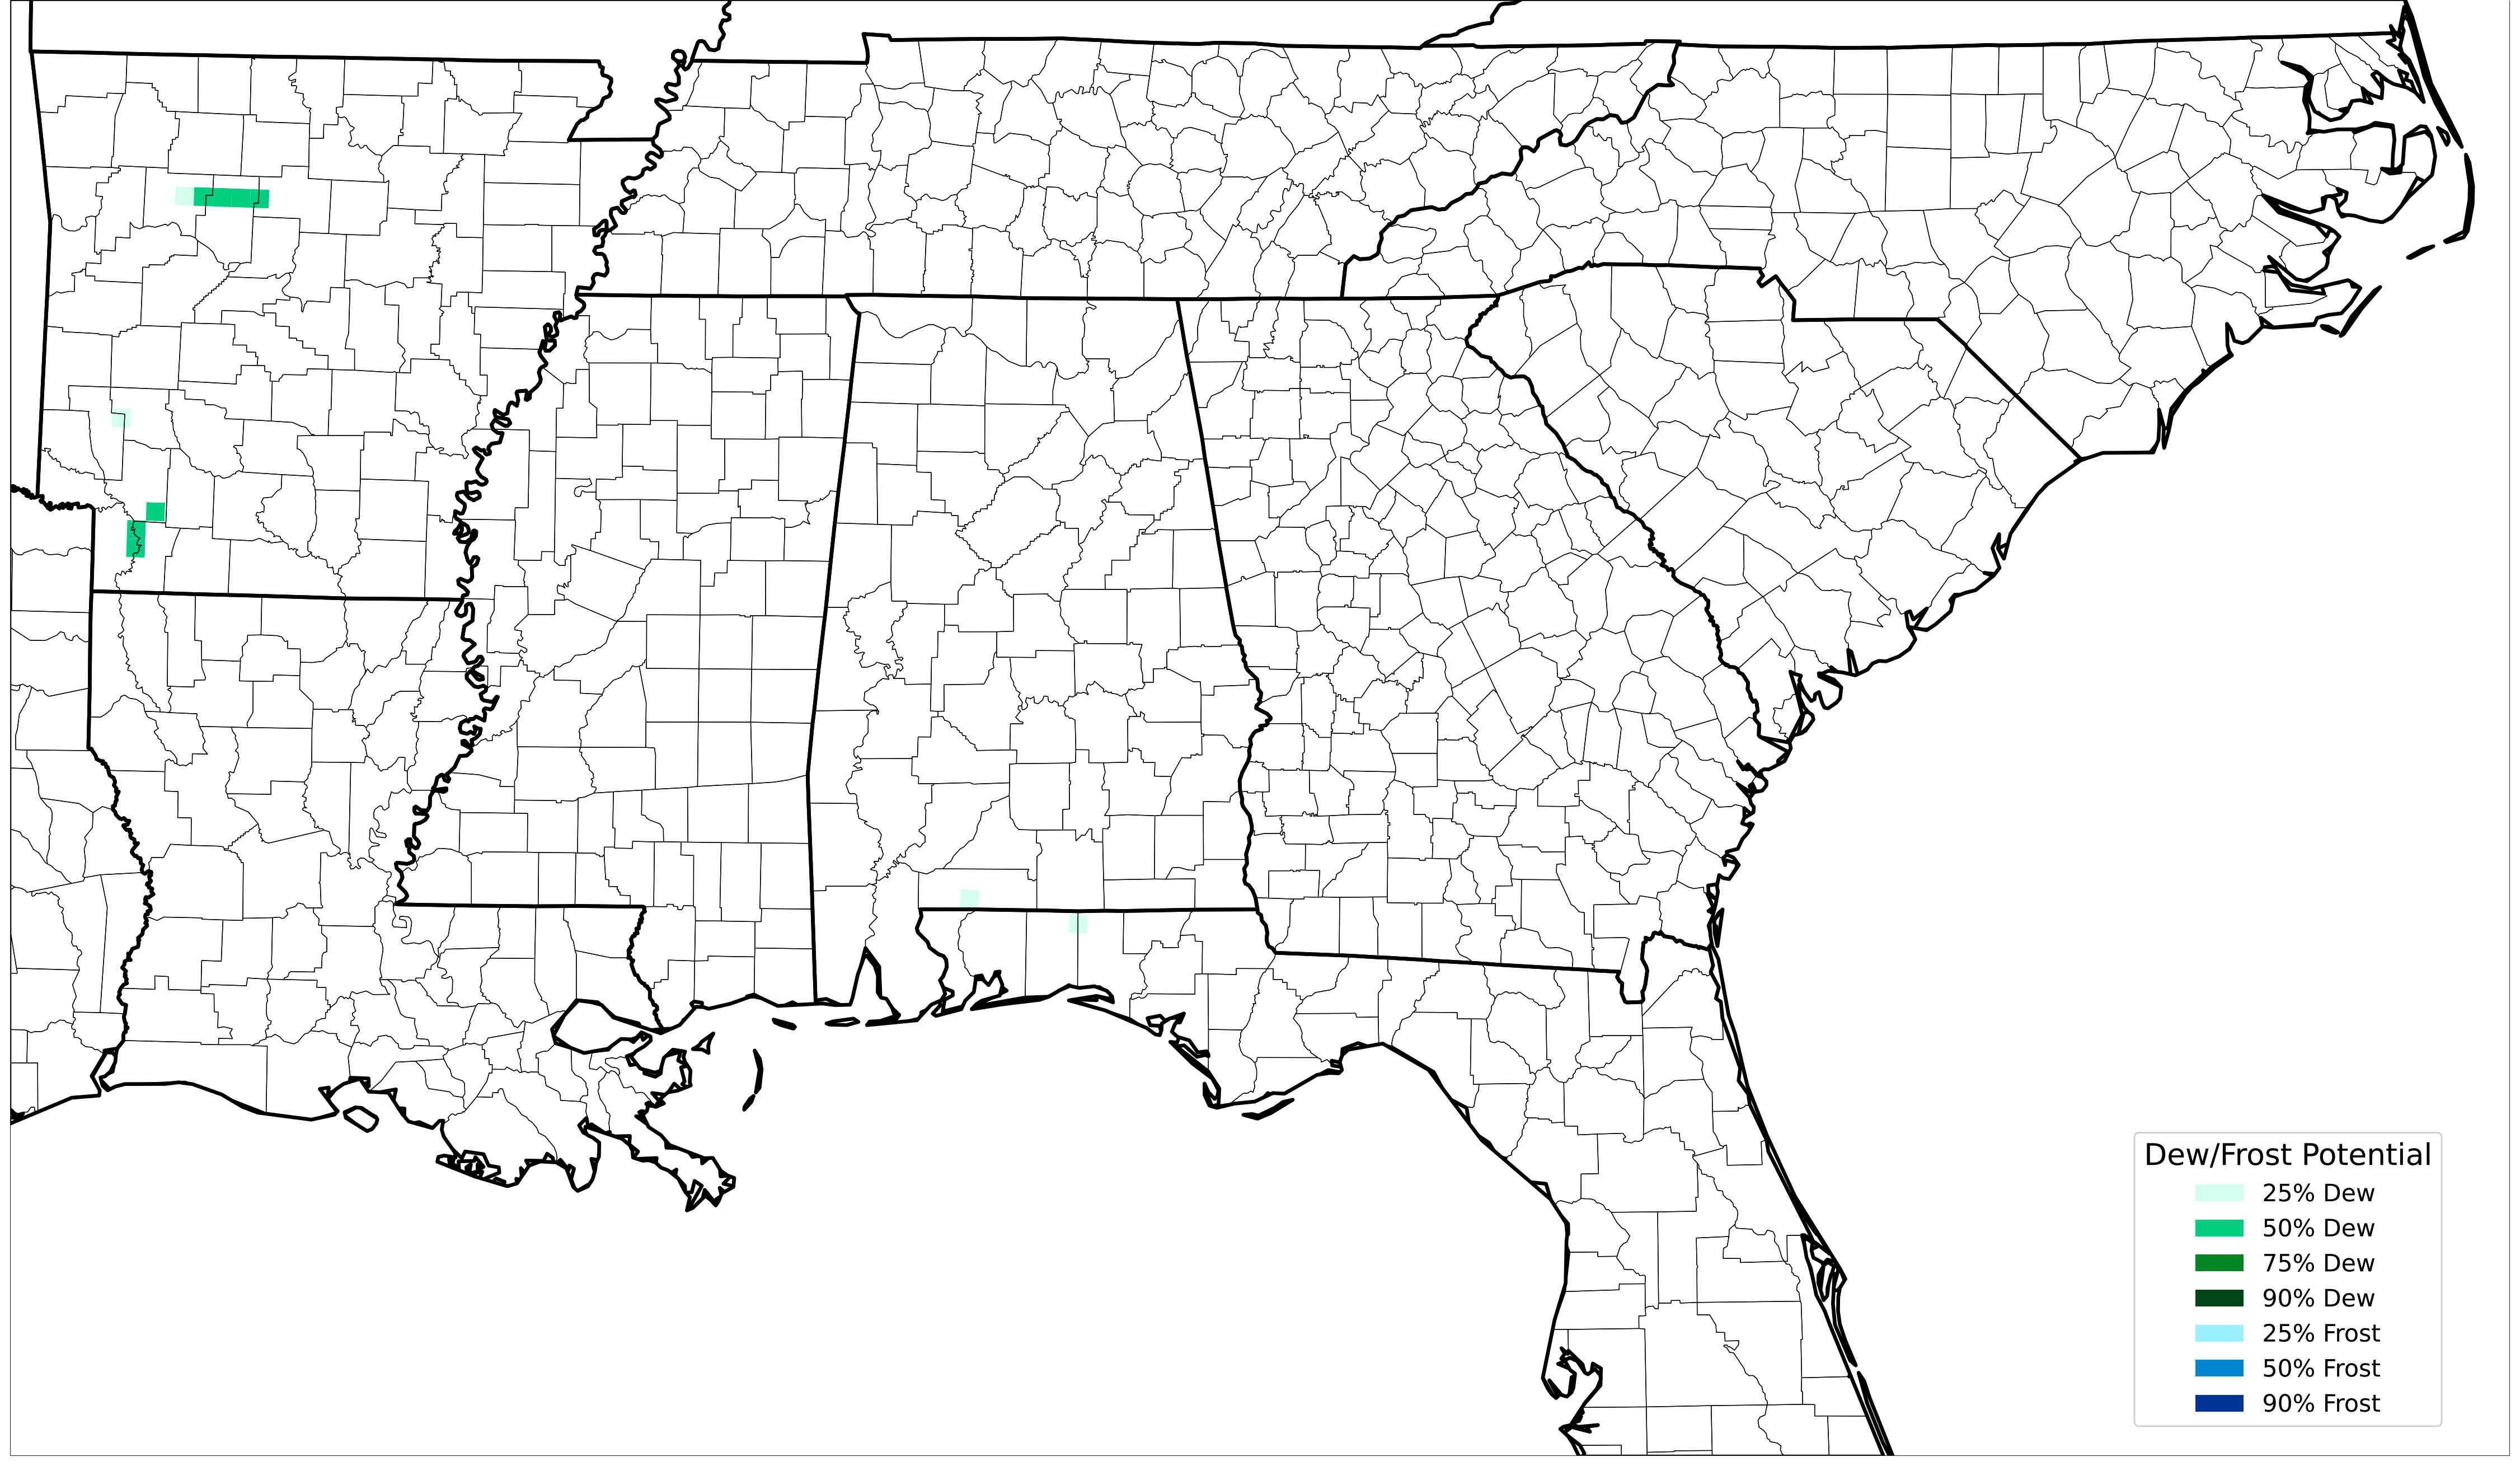 Dew/Frost Potential
25% Dew
50% Dew
75% Dew
90% Dew
25% Frost
50% Frost
90% Frost